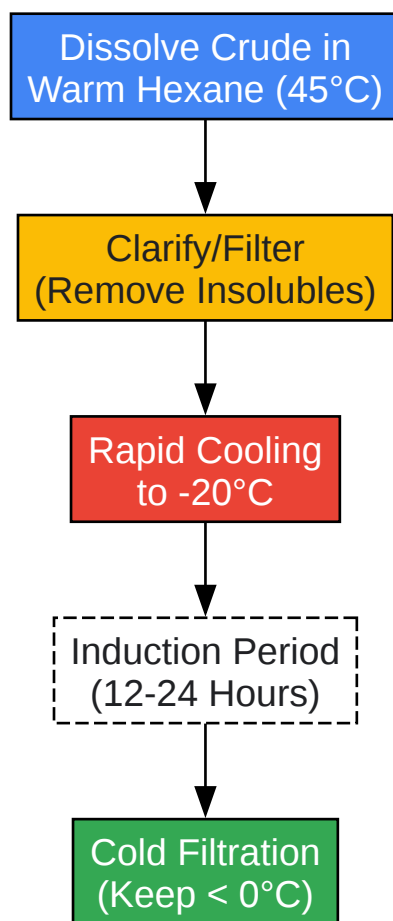 Dissolve Crude in
Warm Hexane (45°C)
Clarify/Filter
(Remove Insolubles)
Rapid Cooling
to -20°C
Induction Period
(12-24 Hours)
Cold Filtration
(Keep < 0°C)